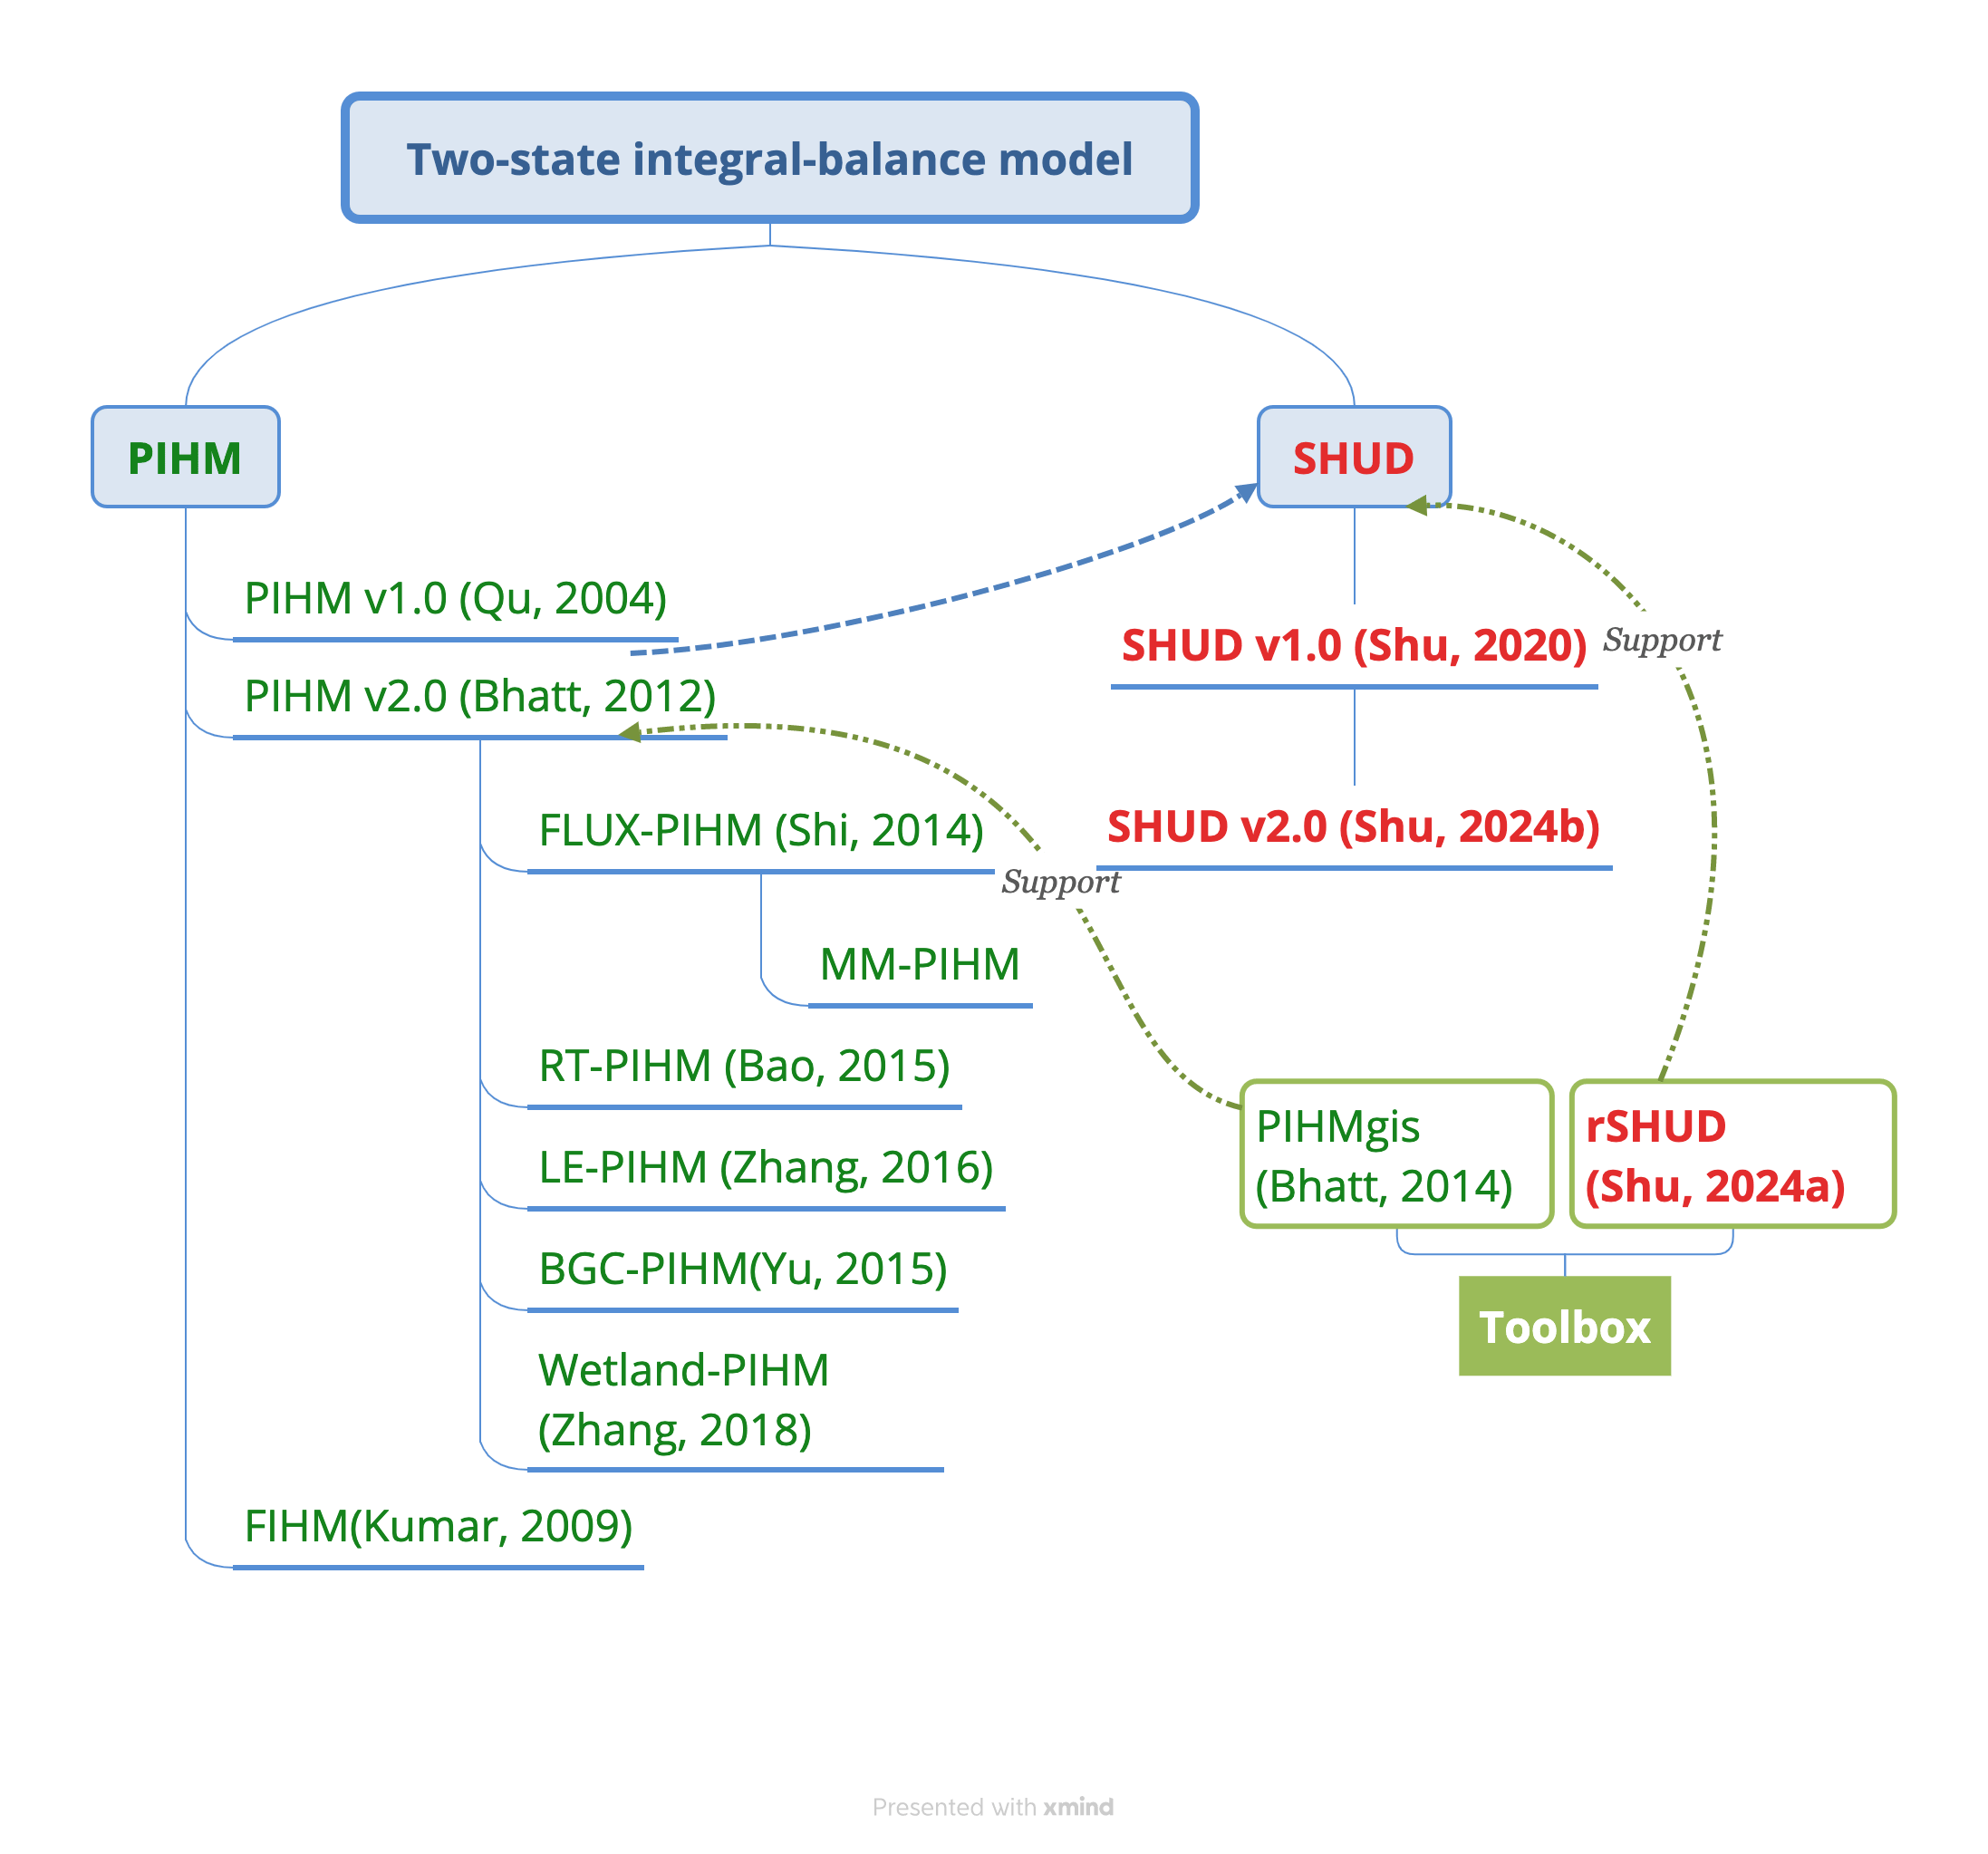 Two-state integral-balance model
PIHM
SHUD
PIHM v1.0 (Qu, 2004)
SHUD v1.0 (Shu, 2020)
Support
PIHM v2.0 (Bhatt, 2012)
FLUX-PIHM (Shi, 2014)
SHUD v2.0 (Shu, 2024b)
Support
MM-PIHM
RT-PIHM (Bao, 2015)
LE-PIHM (Zhang, 2016)
BGC-PIHM(Yu, 2015)
Wetland-PIHM
(Zhang, 2018)
FIHM(Kumar, 2009)
PIHMgis
(Bhatt, 2014)
rSHUD
(Shu, 2024a)
Toolbox
Presented with xmind